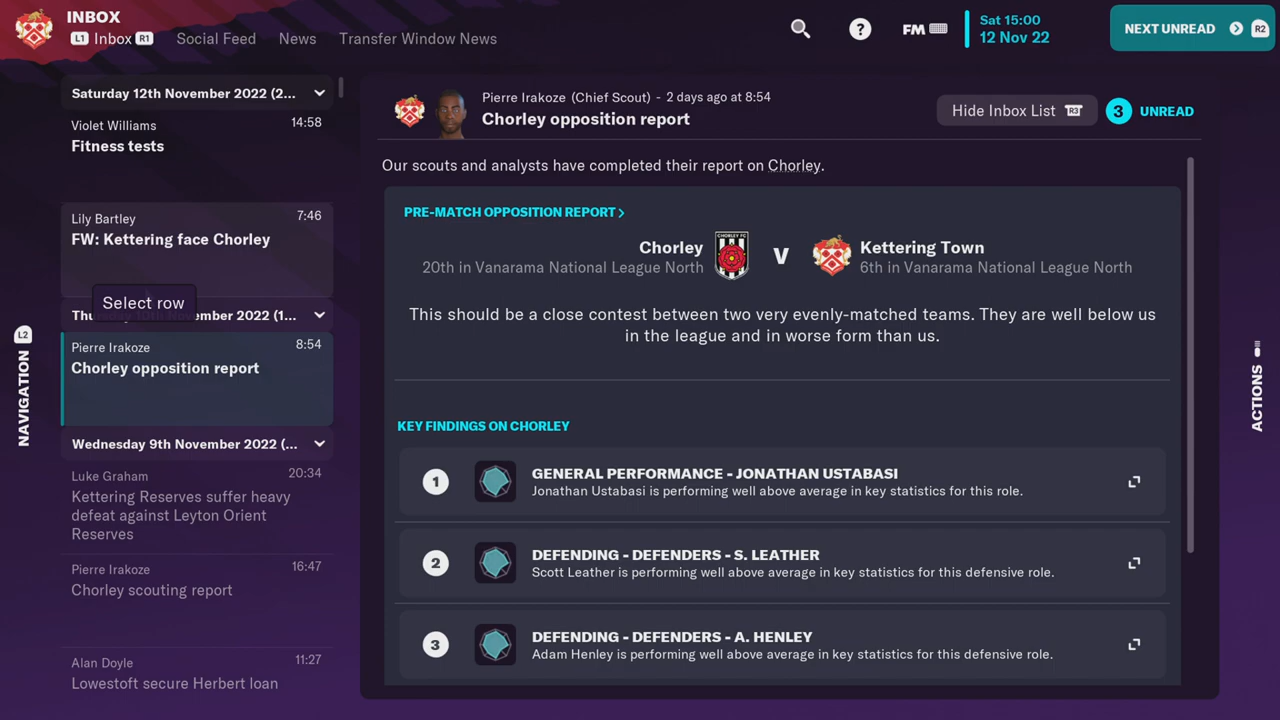 INBOX
L1 Inbox R1 Social Feed News Transfer Window News
? FM Sat 15:00
12 Nov 22
NEXT UNREAD R2
Saturday 12th November 2022 (2...
Violet Williams 14:58
Fitness tests
Lily Bartley 7:46
FW: Kettering face Chorley
Select row
Pierre Irakoze 8:54
Chorley opposition report
Wednesday 9th November 2022 (...
Luke Graham 20:34
Kettering Reserves suffer heavy
defeat against Leyton Orient
Reserves
Pierre Irakoze 16:47
Chorley scouting report
Alan Doyle 11:27
Lowestoft secure Herbert loan
L2
NAVIGATION
Pierre Irakoze (Chief Scout) - 2 days ago at 8:54
Chorley opposition report
Hide Inbox List R3 3 UNREAD
Our scouts and analysts have completed their report on Chorley.
PRE-MATCH OPPOSITION REPORT >
Chorley v Kettering Town
20th in Vanarama National League North 6th in Vanarama National League North
This should be a close contest between two very evenly-matched teams. They are well below us
in the league and in worse form than us.
KEY FINDINGS ON CHORLEY
1 GENERAL PERFORMANCE - JONATHAN USTABASI
Jonathan Ustabasi is performing well above average in key statistics for this role.
2 DEFENDING - DEFENDERS - S. LEATHER
Scott Leather is performing well above average in key statistics for this defensive role.
3 DEFENDING - DEFENDERS - A. HENLEY
Adam Henley is performing well above average in key statistics for this defensive role.
ACTIONS